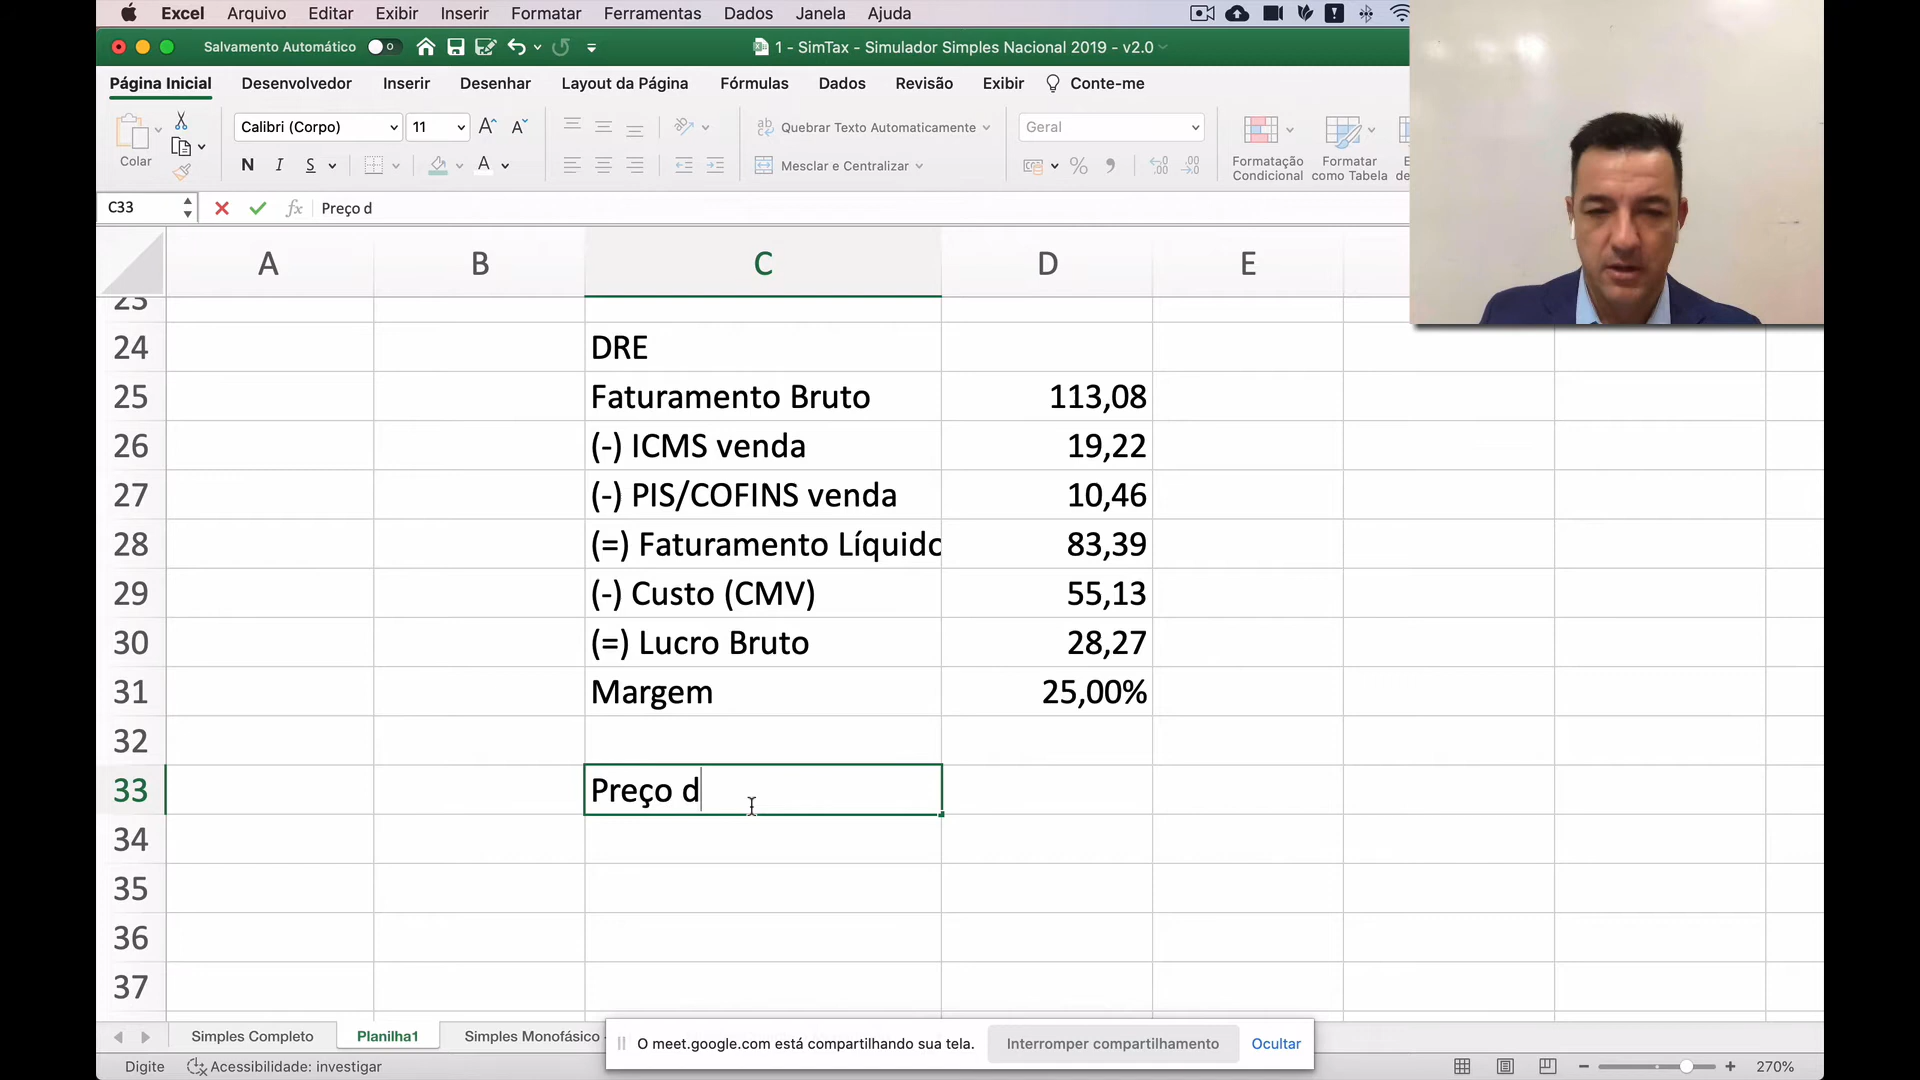 Excel Arquivo Editar Exibir Inserir Formatar Ferramentas Dados Janela Ajuda
Salvamento Automático 1 - SimTax - Simulador Simples Nacional 2019 - v2.0
Página Inicial Desenvolvedor Inserir Desenhar Layout da Página Fórmulas Dados Revisão Exibir Conte-me
Colar
Calibri (Corpo) 11
N I S A
Quebrar Texto Automaticamente
Mesclar e Centralizar
Geral
Formatação
Condicional
Formatar
como Tabela
C33 fx Preço d
A B C D E
23
24 DRE
25 Faturamento Bruto 113,08
26 (-) ICMS venda 19,22
27 (-) PIS/COFINS venda 10,46
28 (=) Faturamento Líquido 83,39
29 (-) Custo (CMV) 55,13
30 (=) Lucro Bruto 28,27
31 Margem 25,00%
32
33 Preço d
34
35
36
37
Simples Completo Planilha1 Simples Monofásico
O meet.google.com está compartilhando sua tela. Interromper compartilhamento Ocultar
Digite Acessibilidade: investigar 270%